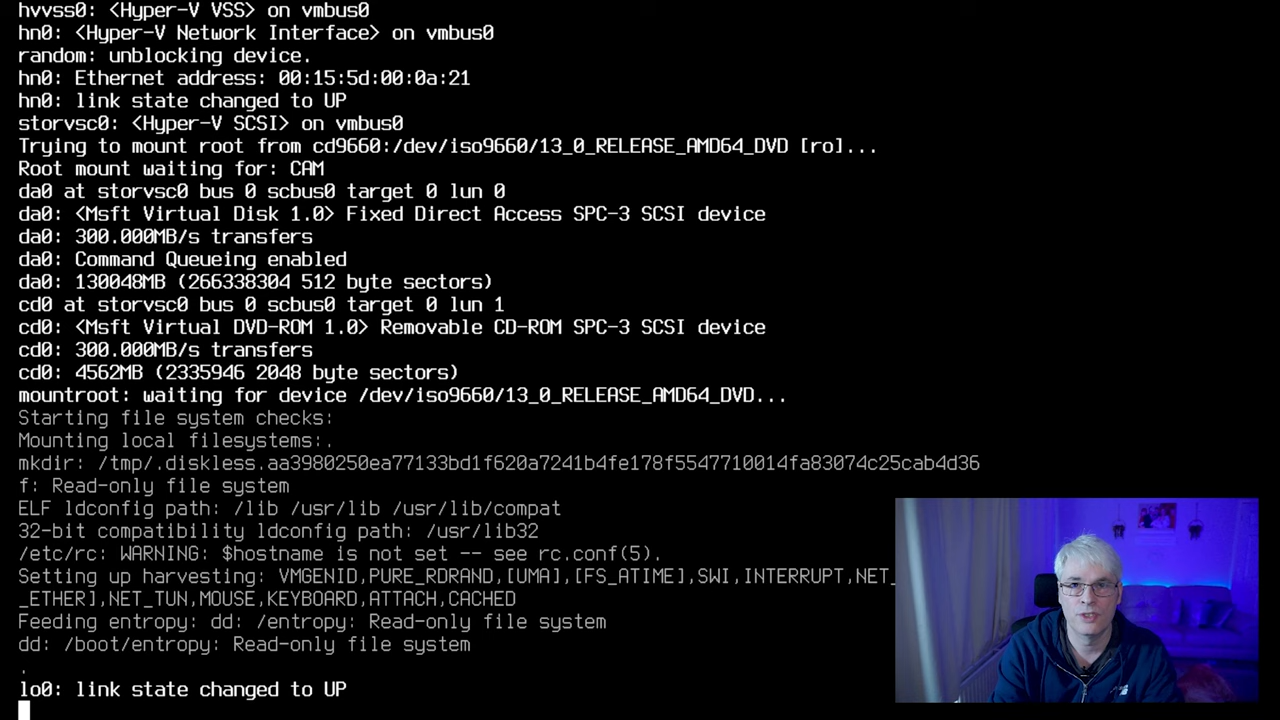 hvvss0: <Hyper-V VSS> on vmbus0
hn0: <Hyper-V Network Interface> on vmbus0
random: unblocking device.
hn0: Ethernet address: 00:15:5d:00:0a:21
hn0: link state changed to UP
storvsc0: <Hyper-V SCSI> on vmbus0
Trying to mount root from cd9660:/dev/iso9660/13_0_RELEASE_AMD64_DVD [ro]...
Root mount waiting for: CAM
da0 at storvsc0 bus 0 scbus0 target 0 lun 0
da0: <Msft Virtual Disk 1.0> Fixed Direct Access SPC-3 SCSI device
da0: 300.000MB/s transfers
da0: Command Queueing enabled
da0: 130048MB (266338304 512 byte sectors)
cd0 at storvsc0 bus 0 scbus0 target 0 lun 1
cd0: <Msft Virtual DVD-ROM 1.0> Removable CD-ROM SPC-3 SCSI device
cd0: 300.000MB/s transfers
cd0: 4562MB (2335946 2048 byte sectors)
mountroot: waiting for device /dev/iso9660/13_0_RELEASE_AMD64_DVD...
Starting file system checks:
Mounting local filesystems:.
mkdir: /tmp/.diskless.aa3980250ea77133bd1f620a7241b4fe178f5547710014fa83074c25cab4d36
f: Read-only file system
ELF ldconfig path: /lib /usr/lib /usr/lib/compat
32-bit compatibility ldconfig path: /usr/lib32
/etc/rc: WARNING: $hostname is not set -- see rc.conf(5).
Setting up harvesting: VMGENID,PURE_RDRAND,[UMA],[FS_ATIME],SWI,INTERRUPT,NET_
_ETHER],NET_TUN,MOUSE,KEYBOARD,ATTACH,CACHED
Feeding entropy: dd: /entropy: Read-only file system
dd: /boot/entropy: Read-only file system
.
lo0: link state changed to UP